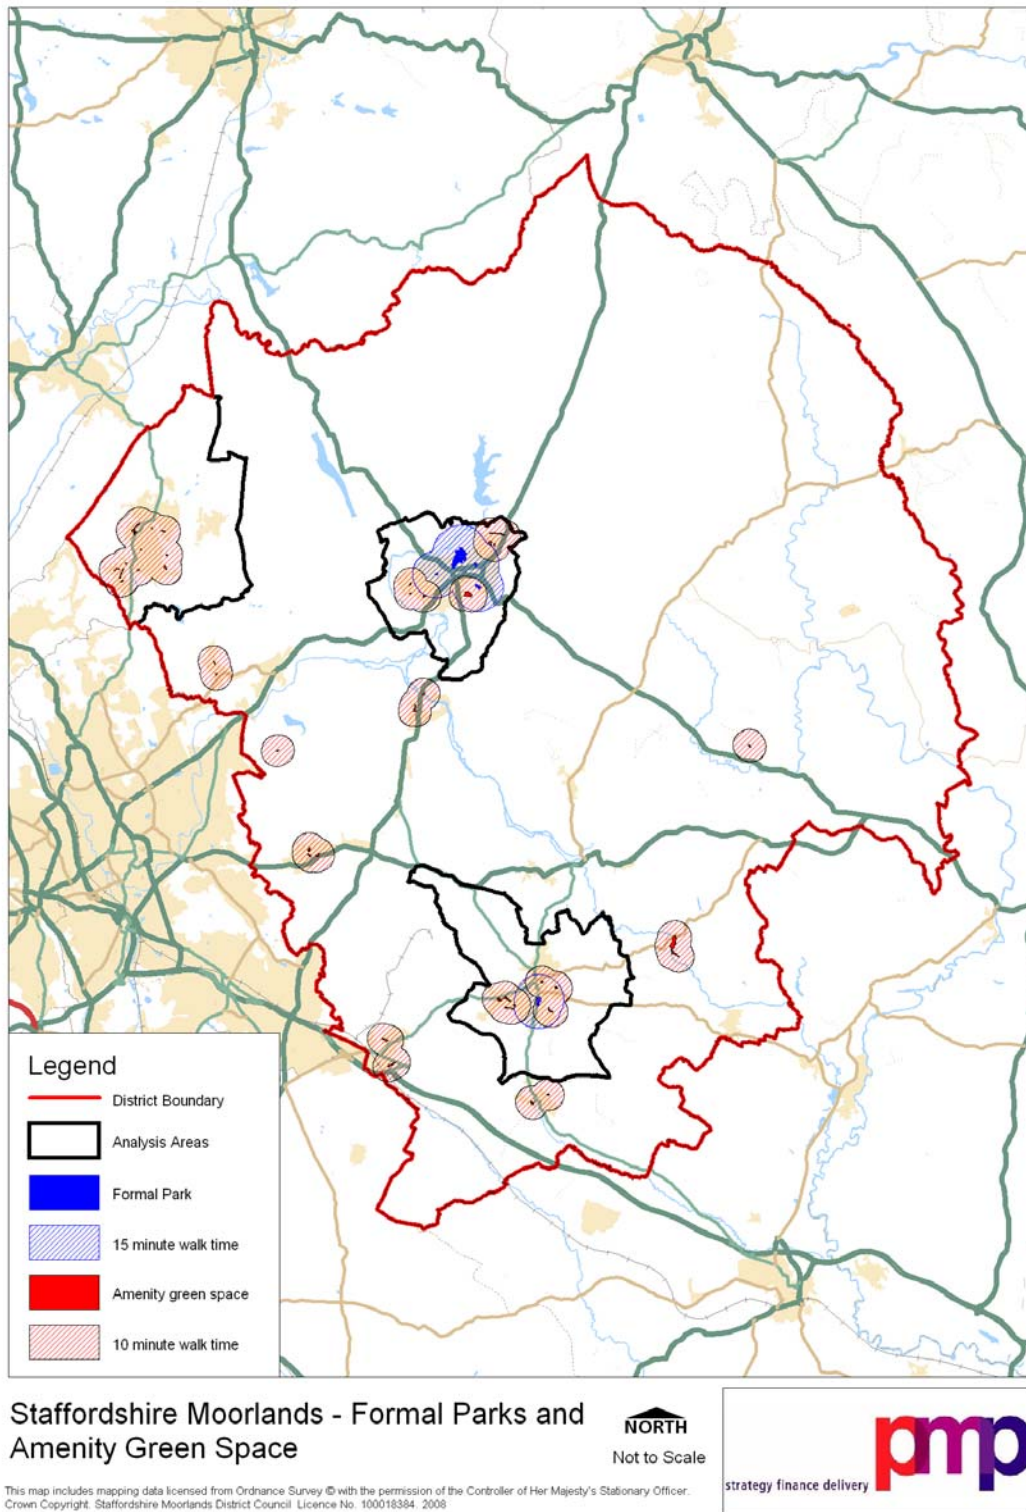 Legend
District Boundary
Analysis Areas
Formal Park
15 minute walk time
Amenity green space
10 minute walk time
Staffordshire Moorlands - Formal Parks and
Amenity Green Space
NORTH
Not to Scale
strategy finance delivery
pmp
This map includes mapping data licensed from Ordnance Survey © with the permission of the Controller of Her Majesty's Stationary Officer.
Crown Copyright. Staffordshire Moorlands District Council Licence No. 100018384. 2008